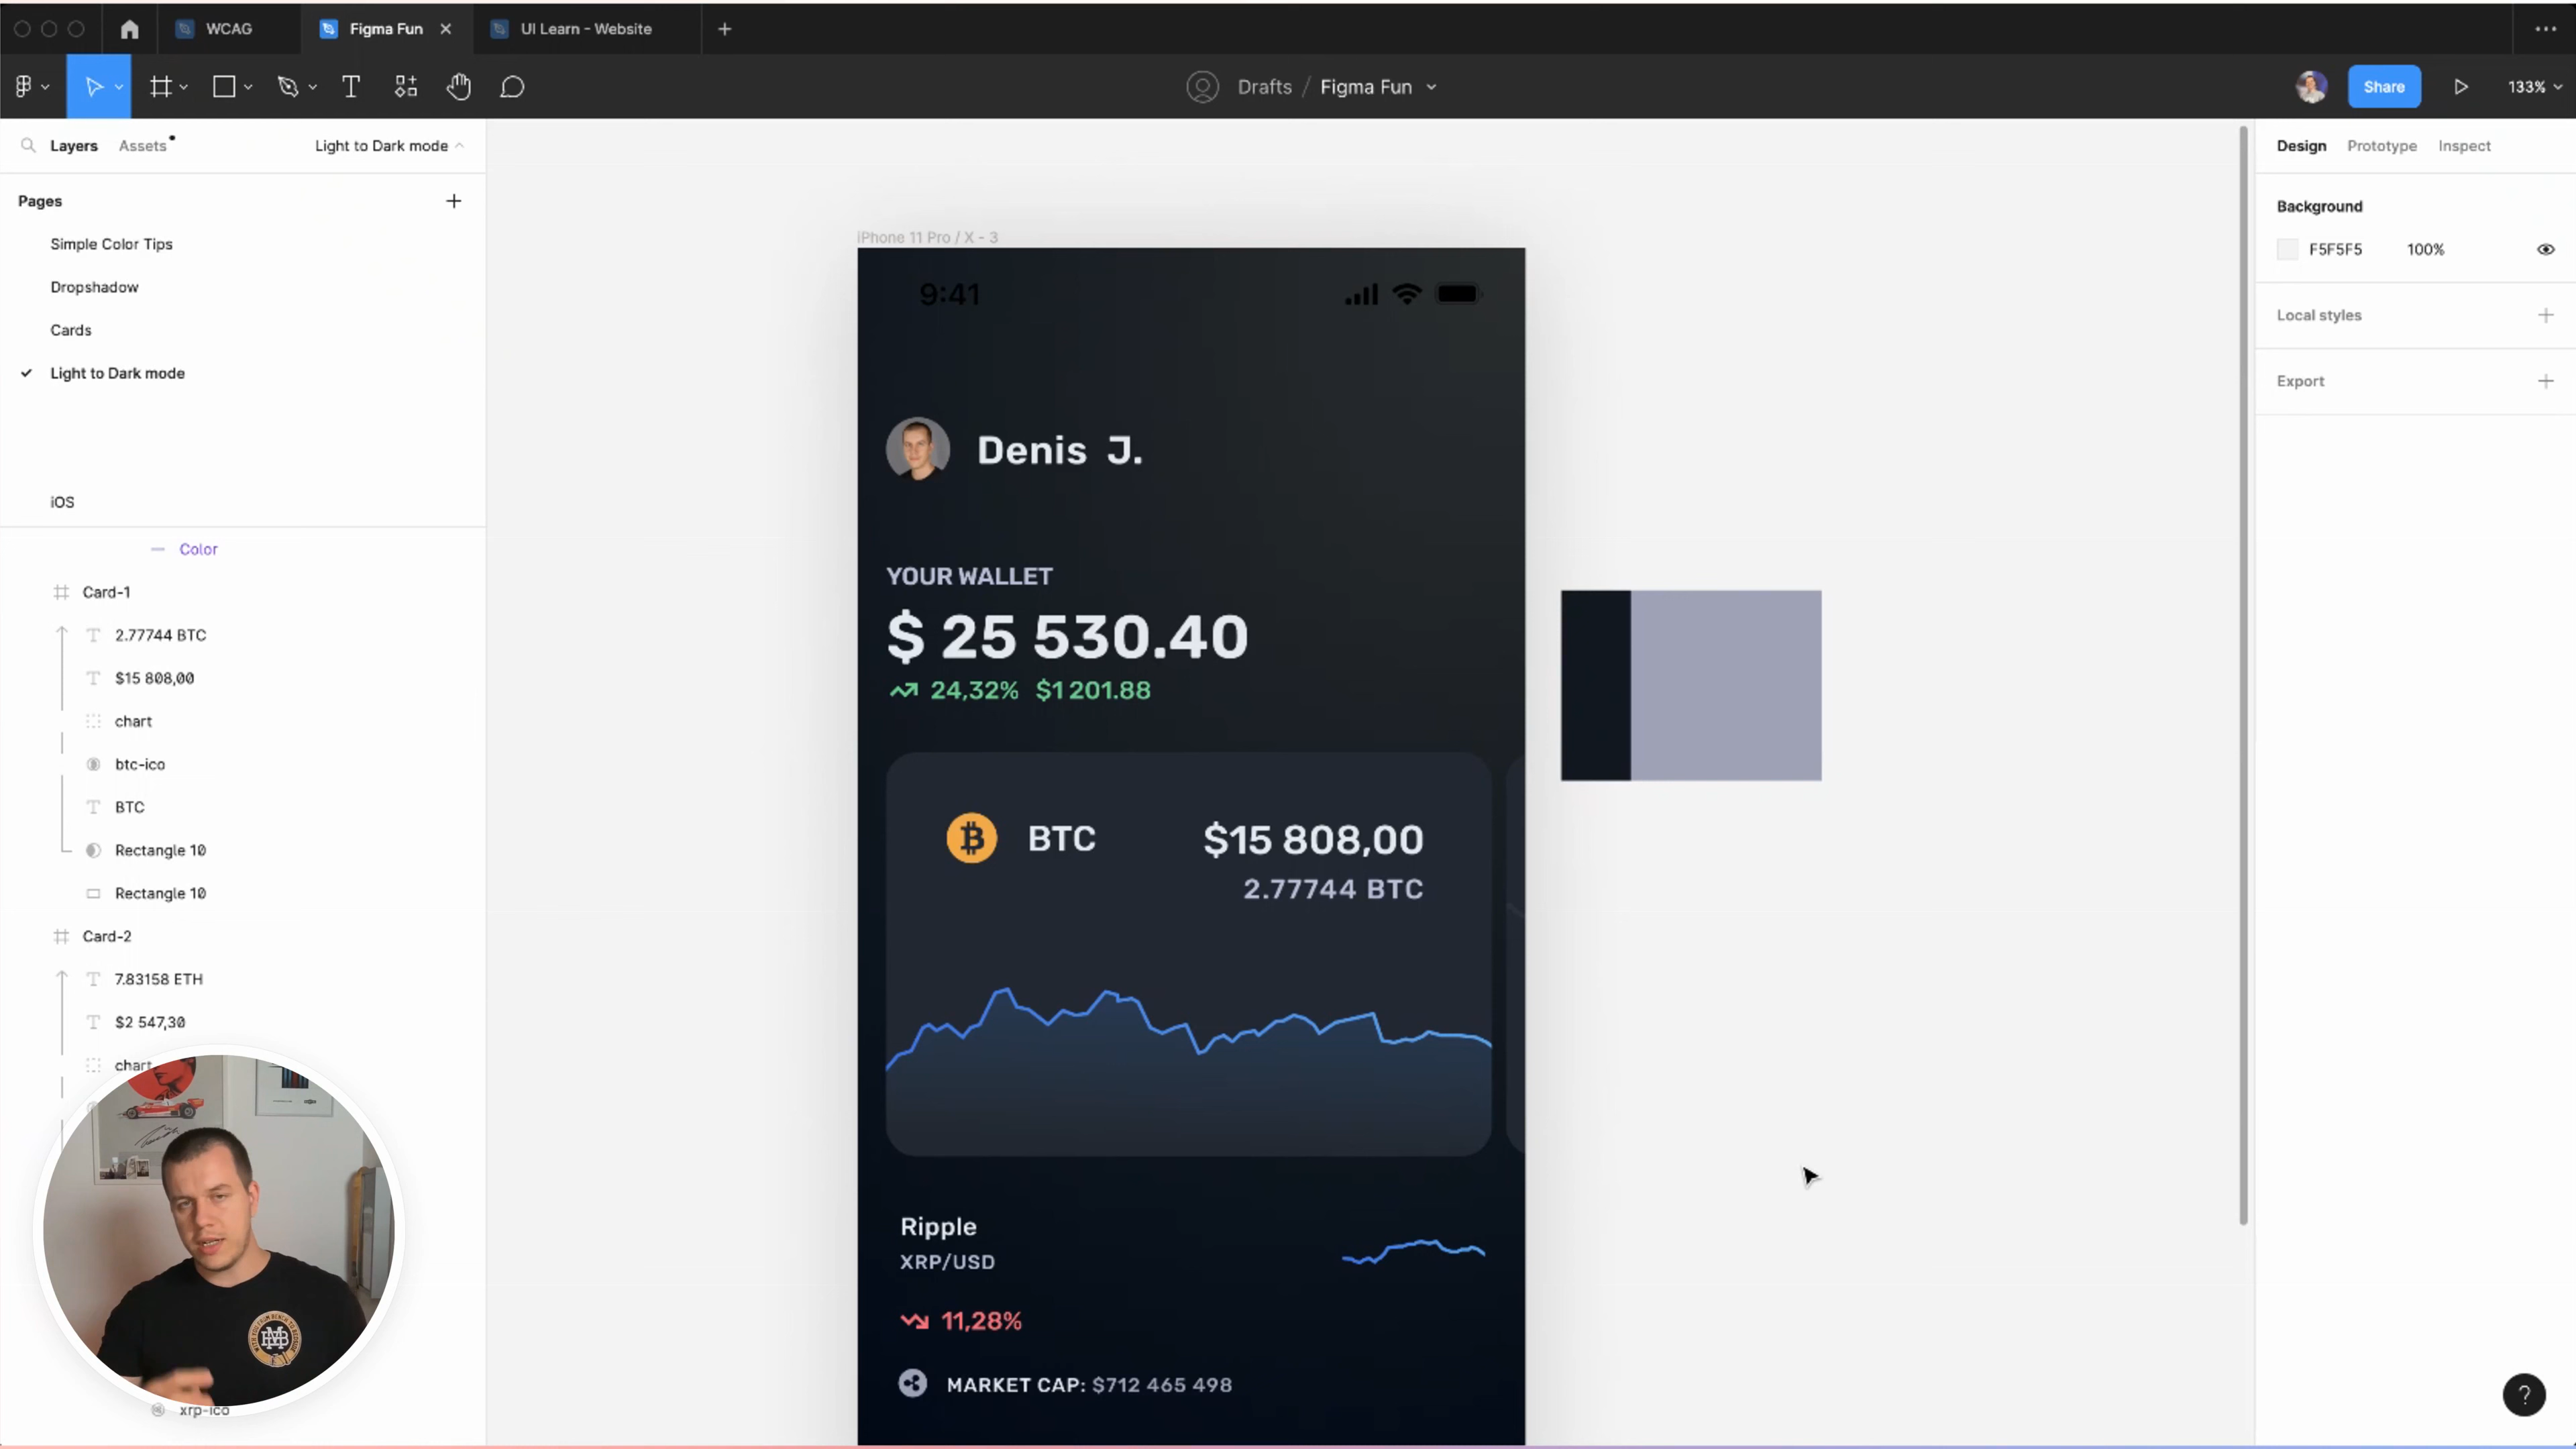 WCAG
Figma Fun
UI Learn - Website
Drafts / Figma Fun
Share
133%
Layers
Assets
Light to Dark mode
Pages
Simple Color Tips
Dropshadow
Cards
Light to Dark mode
iOS
Color
Card-1
2.77744 BTC
$15 808,00
chart
btc-ico
BTC
Rectangle 10
Rectangle 10
Card-2
7.83158 ETH
$2 547,30
chart
xrp-ico
iPhone 11 Pro / X - 3
9:41
Denis J.
YOUR WALLET
$ 25 530.40
24,32% $1 201.88
BTC
$15 808,00
2.77744 BTC
Ripple
XRP/USD
11,28%
MARKET CAP: $712 465 498
Design
Prototype
Inspect
Background
F5F5F5
100%
Local styles
Export
?